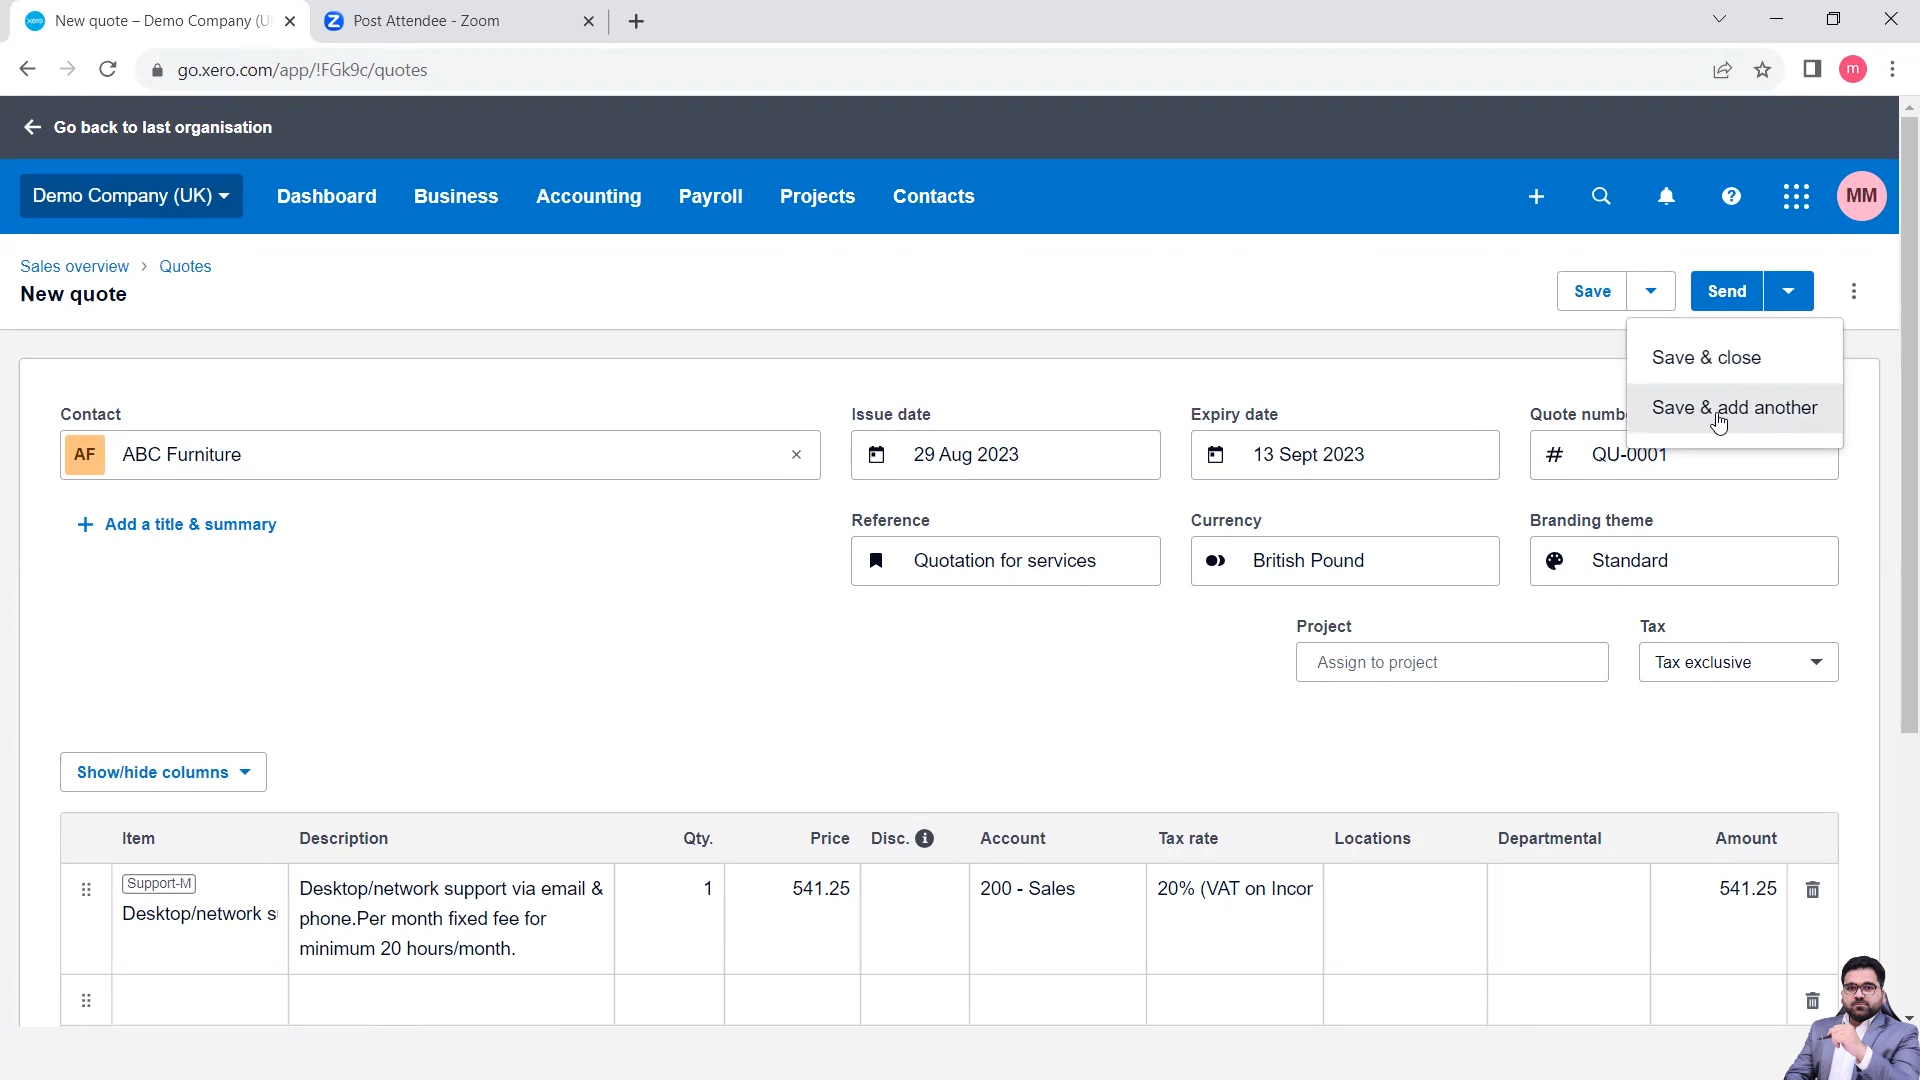 New quote – Demo Company (U
Post Attendee - Zoom
go.xero.com/app/!FGk9c/quotes
m
Go back to last organisation
Demo Company (UK)
Dashboard
Business
Accounting
Payroll
Projects
Contacts
MM
Sales overview > Quotes
New quote
Save
Send
Save & close
Save & add another
Contact
Issue date
Expiry date
Quote numb
AF
ABC Furniture
29 Aug 2023
13 Sept 2023
# QU-0001
Add a title & summary
Reference
Currency
Branding theme
Quotation for services
British Pound
Standard
Project
Tax
Assign to project
Tax exclusive
Show/hide columns
Item
Description
Qty.
Price
Disc.
Account
Tax rate
Locations
Departmental
Amount
Support-M
Desktop/network s
Desktop/network support via email &
phone.Per month fixed fee for
minimum 20 hours/month.
1
541.25
200 - Sales
20% (VAT on Incor
541.25